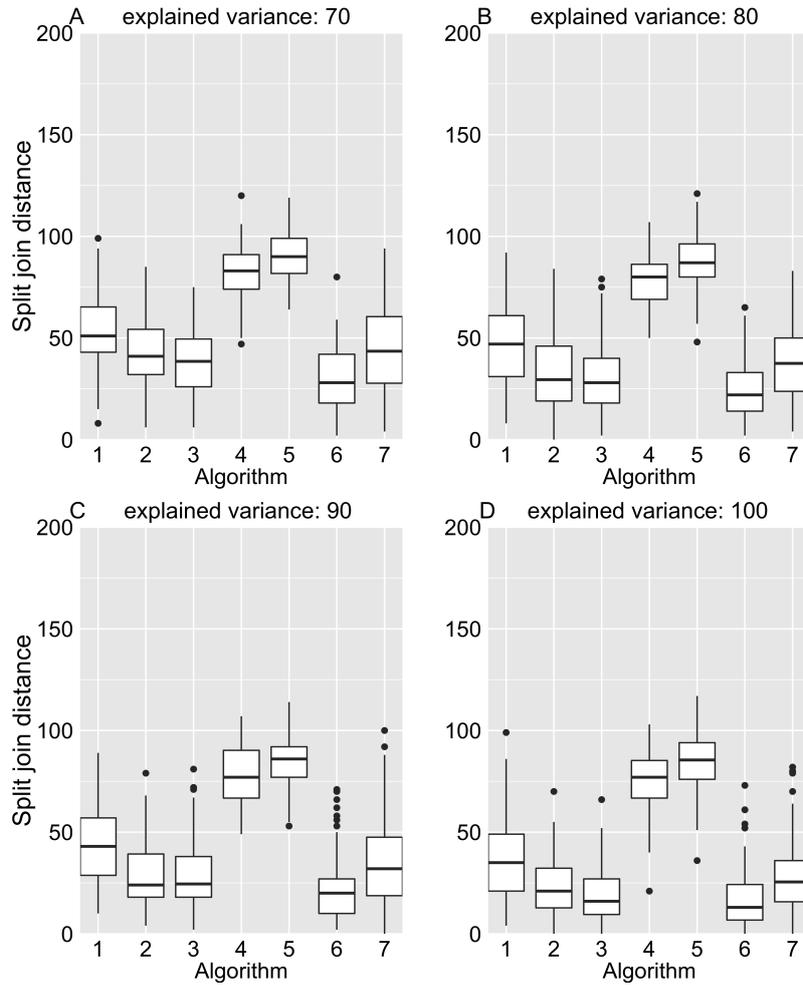 A explained variance: 70
200
150
100
50
0
Split join distance
1 2 3 4 5 6 7
Algorithm
B explained variance: 80
200
150
100
50
0
1 2 3 4 5 6 7
Algorithm
C explained variance: 90
200
150
100
50
0
Split join distance
1 2 3 4 5 6 7
Algorithm
D explained variance: 100
200
150
100
50
0
1 2 3 4 5 6 7
Algorithm